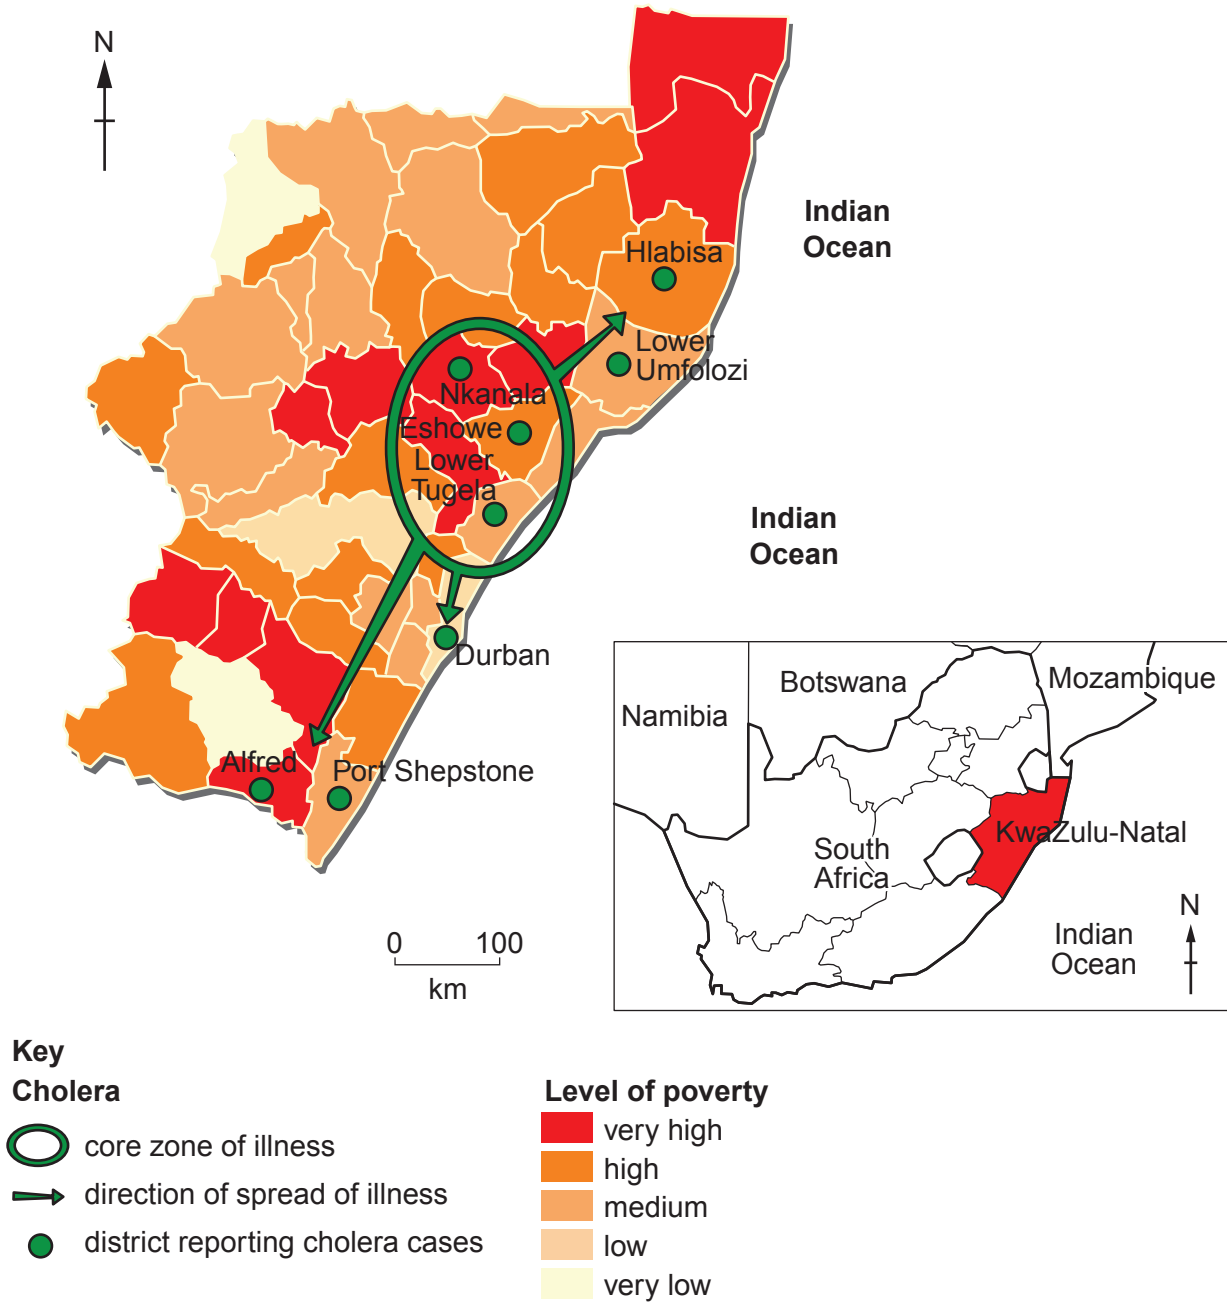 N
Indian
Ocean
Hlabisa
Lower
Umfolozi
Nkanala
Eshowe
Lower
Tugela
Indian
Ocean
Durban
Alfred
Port Shepstone
0 100
km
Botswana
Mozambique
Namibia
KwaZulu-Natal
South
Africa
N
Indian
Ocean
Key
Cholera
core zone of illness
direction of spread of illness
district reporting cholera cases
Level of poverty
very high
high
medium
low
very low